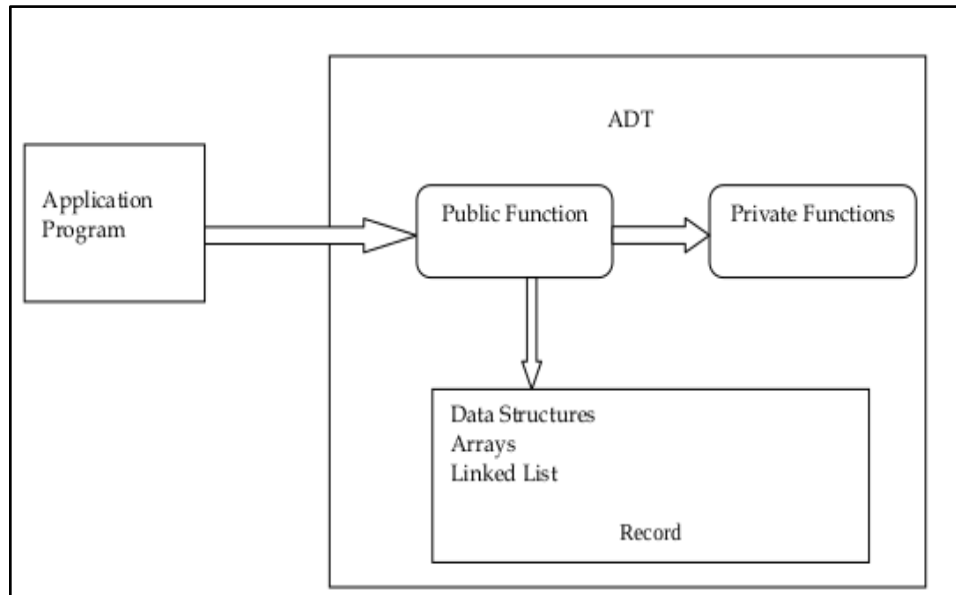 ADT
Application
Program
Public Function
Private Functions
Data Structures
Arrays
Linked List
Record